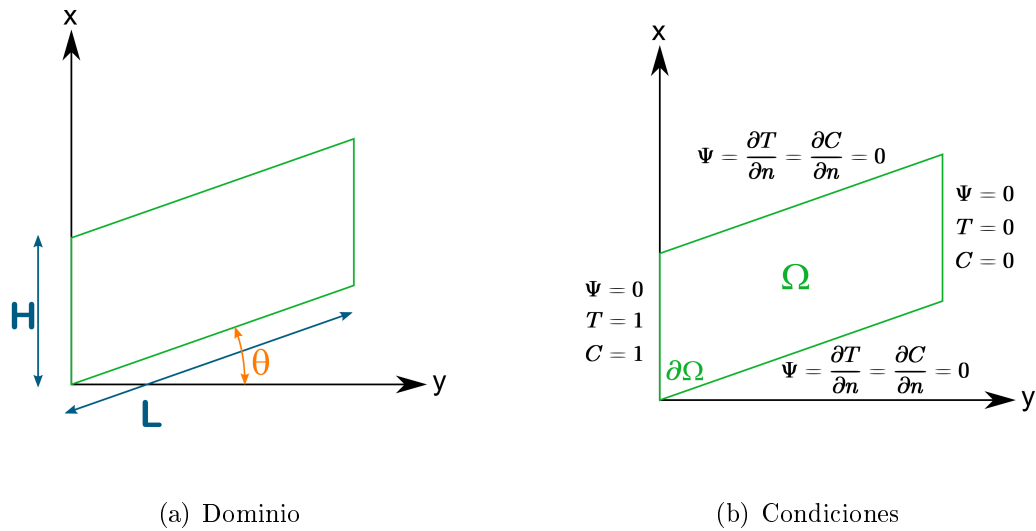 x
H
θ
L
y
(a) Dominio
x
Ψ = ∂T/∂n = ∂C/∂n = 0
Ψ = 0
T = 0
C = 0
Ω
Ψ = 0
T = 1
C = 1
∂Ω
Ψ = ∂T/∂n = ∂C/∂n = 0
y
(b) Condiciones